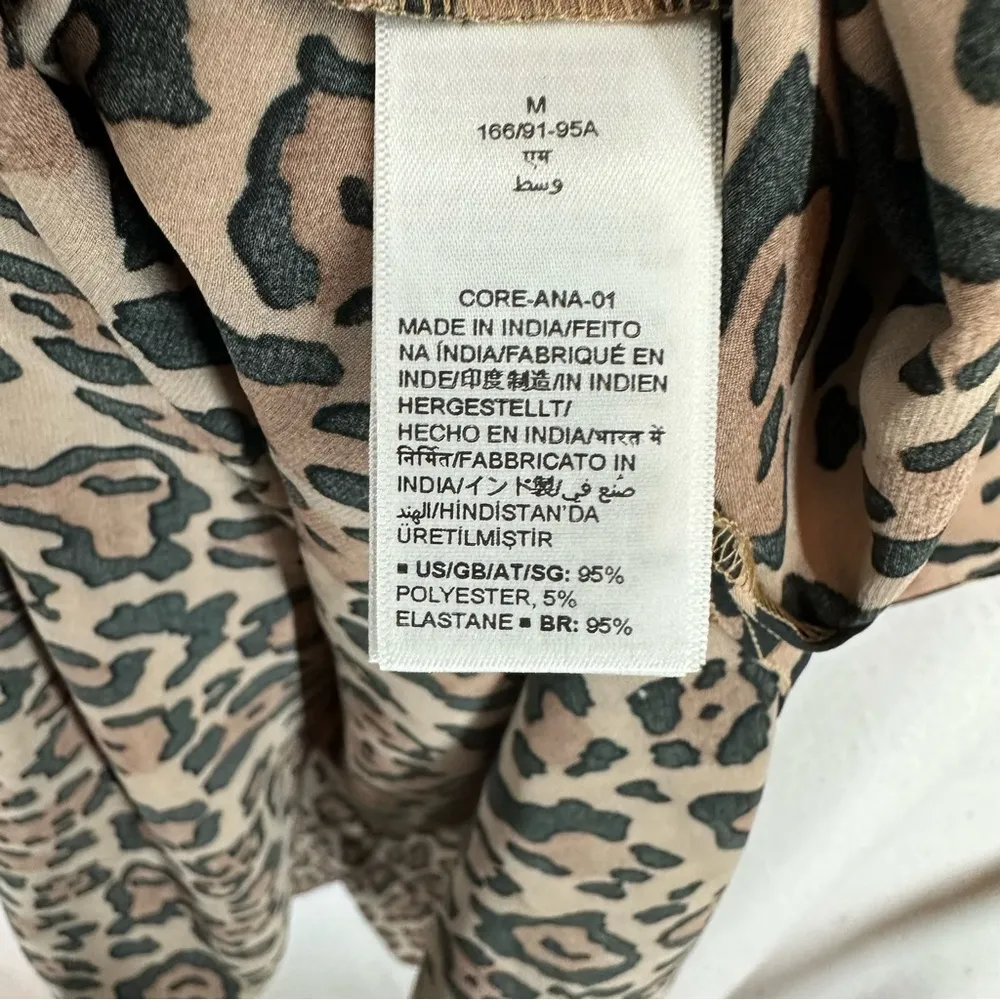 M
166/91-95A
एम
وسط
CORE-ANA-01
MADE IN INDIA/FEITO
NA ÍNDIA/FABRIQUÉ EN
INDE/印度制造/IN INDIEN
HERGESTELLT/
HECHO EN INDIA/भारत में
निर्मित/FABBRICATO IN
INDIA/インド製/صنع في
الهند/HİNDİSTAN'DA
ÜRETİLMİŞTİR
▪ US/GB/AT/SG: 95%
POLYESTER, 5%
ELASTANE ▪ BR: 95%